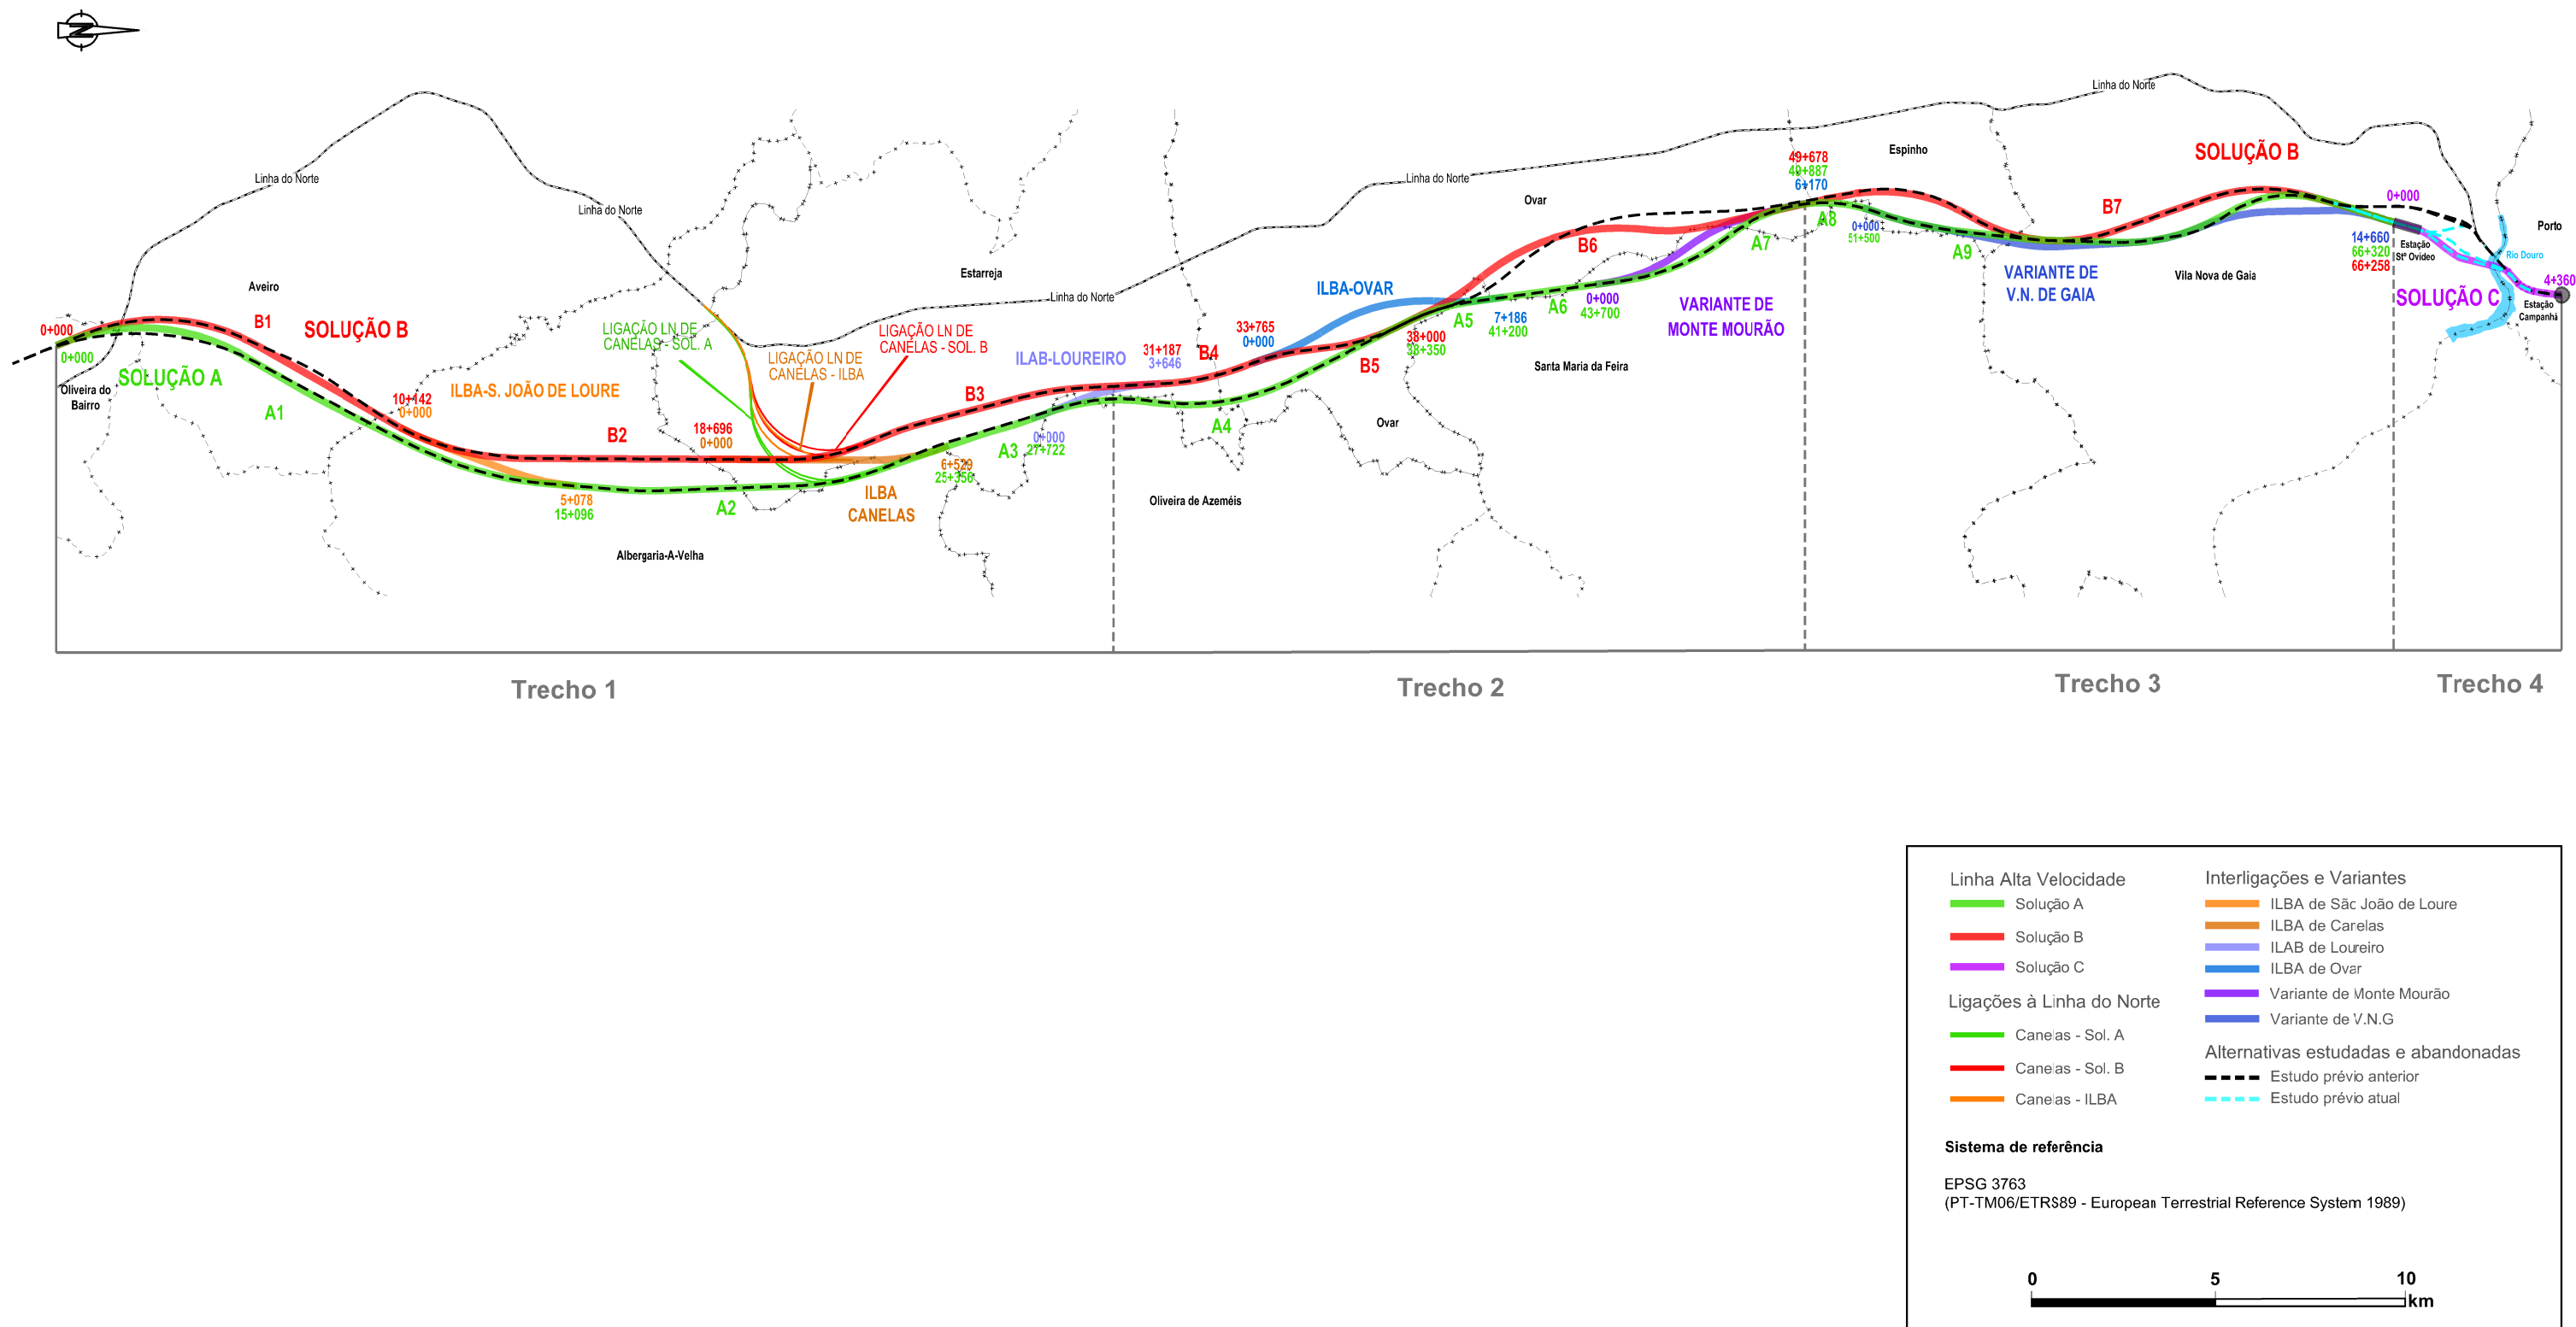 N
Linha do Norte
Linha do Norte
Linha do Norte
Linha do Norte
Linha do Norte
Aveiro
Estarreja
Ovar
Espinho
Porto
Oliveira do
Bairro
Albergaria-A-Velha
Oliveira de Azeméis
Ovar
Santa Maria da Feira
Vila Nova de Gaia
Rio Douro
0+000
0+000
SOLUÇÃO A
A1
B1
SOLUÇÃO B
10+142
0+000
ILBA-S. JOÃO DE LOURE
5+078
15+096
B2
LIGAÇÃO LN DE
CANELAS - SOL. A
LIGAÇÃO LN DE
CANELAS - ILBA
LIGAÇÃO LN DE
CANELAS - SOL. B
18+696
0+000
A2
ILBA
CANELAS
6+529
25+356
B3
A3
0+000
27+722
ILAB-LOUREIRO
31+187
3+646
B4
A4
33+765
0+000
ILBA-OVAR
B5
38+000
38+350
A5
7+186
41+200
B6
A6
0+000
43+700
VARIANTE DE
MONTE MOURÃO
A7
49+678
49+887
6+170
A8
0+000
51+500
A9
VARIANTE DE
V.N. DE GAIA
B7
SOLUÇÃO B
14+660
66+320
66+258
0+000
Estação
Stº Ovideo
SOLUÇÃO C
4+360
Estação
Campanhã
Trecho 1
Trecho 2
Trecho 3
Trecho 4
Linha Alta Velocidade
Solução A
Solução B
Solução C
Ligações à Linha do Norte
Canelas - Sol. A
Canelas - Sol. B
Canelas - ILBA
Interligações e Variantes
ILBA de São João de Loure
ILBA de Canelas
ILAB de Loureiro
ILBA de Ovar
Variante de Monte Mourão
Variante de V.N.G
Alternativas estudadas e abandonadas
Estudo prévio anterior
Estudo prévio atual
Sistema de referência
EPSG 3763
(PT-TM06/ETRS89 - European Terrestrial Reference System 1989)
0 5 10
km